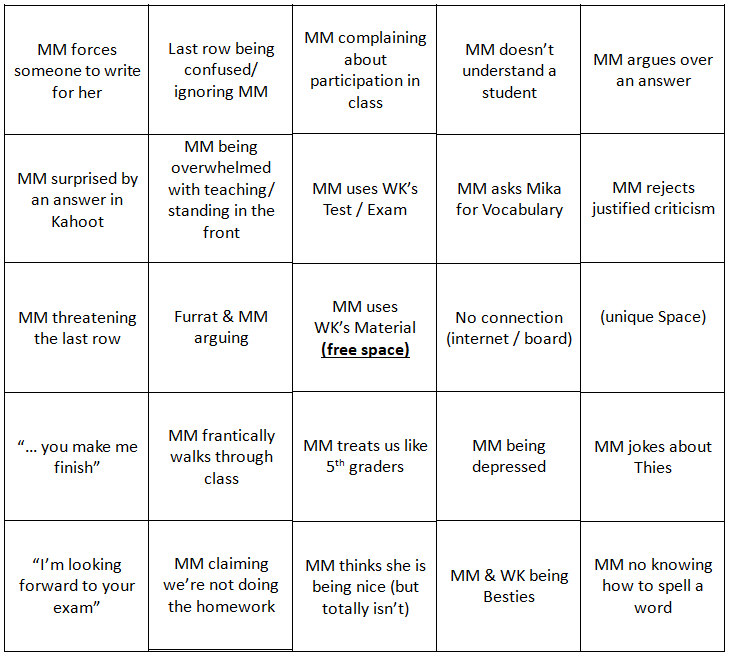 MM forces
someone to write
for her
Last row being
confused/
ignoring MM
MM complaining
about
participation in
class
MM doesn’t
understand a
student
MM argues over
an answer
MM surprised by
an answer in
Kahoot
MM being
overwhelmed
with teaching/
standing in the
front
MM uses WK’s
Test / Exam
MM asks Mika
for Vocabulary
MM rejects
justified criticism
MM threatening
the last row
Furrat & MM
arguing
MM uses
WK’s Material
(free space)
No connection
(internet / board)
(unique Space)
“… you make me
finish”
MM frantically
walks through
class
MM treats us like
5th graders
MM being
depressed
MM jokes about
Thies
“I’m looking
forward to your
exam”
MM claiming
we’re not doing
the homework
MM thinks she is
being nice (but
totally isn’t)
MM & WK being
Besties
MM no knowing
how to spell a
word